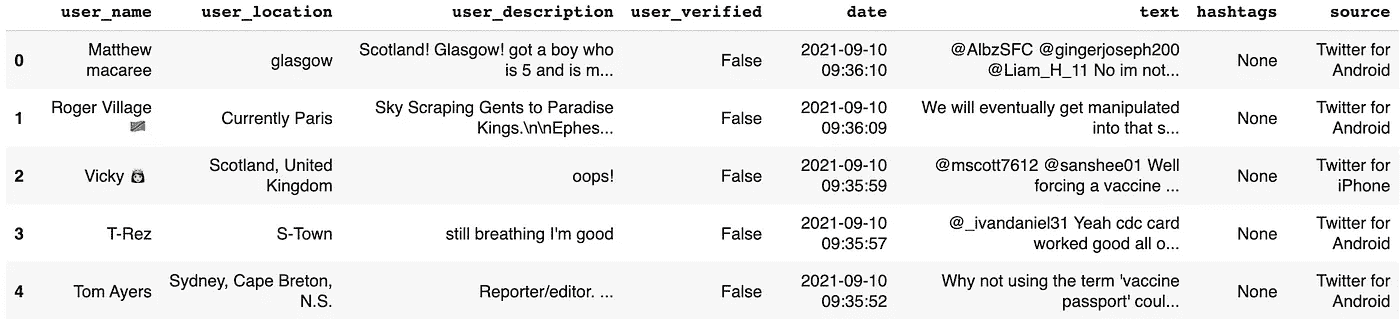 user_name user_location user_description user_verified date text hashtags source
0 Matthew macaree glasgow Scotland! Glasgow! got a boy who is 5 and is m... False 2021-09-10 09:36:10 @AlbzSFC @gingerjoseph200 @Liam_H_11 No im not... None Twitter for Android
1 Roger Village Currently Paris Sky Scraping Gents to Paradise Kings.\n\nEphes... False 2021-09-10 09:36:09 We will eventually get manipulated into that s... None Twitter for Android
2 Vicky Scotland, United Kingdom oops! False 2021-09-10 09:35:59 @mscott7612 @sanshee01 Well forcing a vaccine ... None Twitter for iPhone
3 T-Rez S-Town still breathing I'm good False 2021-09-10 09:35:57 @_ivandaniel31 Yeah cdc card worked good all o... None Twitter for Android
4 Tom Ayers Sydney, Cape Breton, N.S. Reporter/editor. ... False 2021-09-10 09:35:52 Why not using the term 'vaccine passport' coul... None Twitter for Android